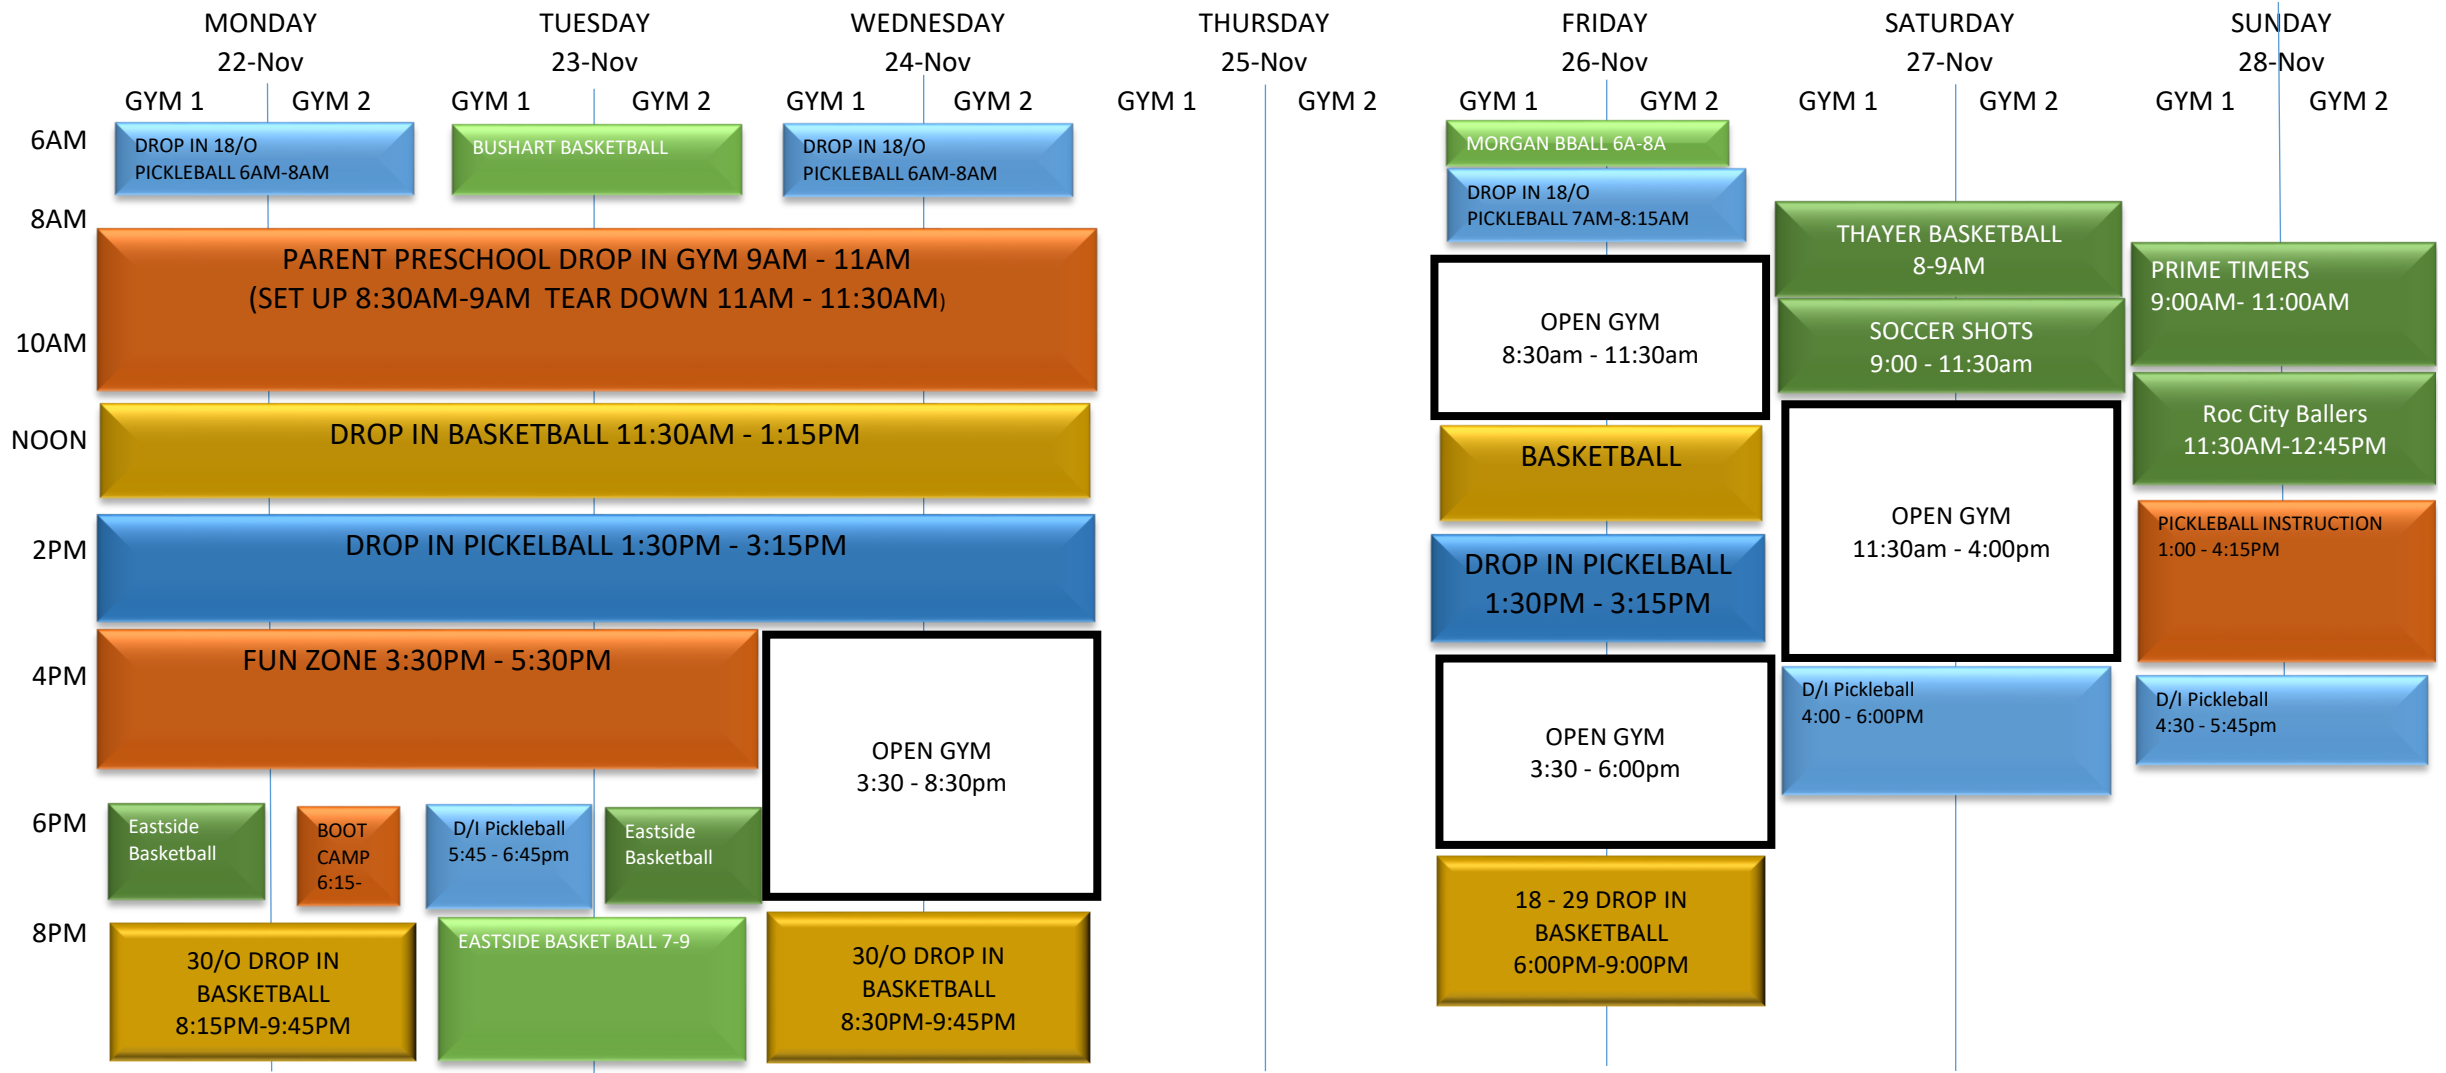 MONDAY TUESDAY WEDNESDAY THURSDAY FRIDAY SATURDAY SUNDAY
22-Nov 23-Nov 24-Nov 25-Nov 26-Nov 27-Nov 28-Nov
GYM 1 GYM 2 GYM 1 GYM 2 GYM 1 GYM 2 GYM 1 GYM 2 GYM 1 GYM 2 GYM 1 GYM 2 GYM 1 GYM 2
6AM
8AM
10AM
NOON
2PM
4PM
6PM
8PM
DROP IN 18/O
PICKLEBALL 6AM-8AM
BUSHART BASKETBALL
DROP IN 18/O
PICKLEBALL 6AM-8AM
PARENT PRESCHOOL DROP IN GYM 9AM - 11AM
(SET UP 8:30AM-9AM TEAR DOWN 11AM - 11:30AM)
DROP IN BASKETBALL 11:30AM - 1:15PM
DROP IN PICKELBALL 1:30PM - 3:15PM
FUN ZONE 3:30PM - 5:30PM
OPEN GYM
3:30 - 8:30pm
Eastside
Basketball
BOOT
CAMP
6:15-
D/I Pickleball
5:45 - 6:45pm
Eastside
Basketball
30/O DROP IN
BASKETBALL
8:15PM-9:45PM
EASTSIDE BASKET BALL 7-9
30/O DROP IN
BASKETBALL
8:30PM-9:45PM
MORGAN BBALL 6A-8A
DROP IN 18/O
PICKLEBALL 7AM-8:15AM
OPEN GYM
8:30am - 11:30am
BASKETBALL
DROP IN PICKELBALL
1:30PM - 3:15PM
OPEN GYM
3:30 - 6:00pm
18 - 29 DROP IN
BASKETBALL
6:00PM-9:00PM
THAYER BASKETBALL
8-9AM
SOCCER SHOTS
9:00 - 11:30am
OPEN GYM
11:30am - 4:00pm
D/I Pickleball
4:00 - 6:00PM
PRIME TIMERS
9:00AM- 11:00AM
Roc City Ballers
11:30AM-12:45PM
PICKLEBALL INSTRUCTION
1:00 - 4:15PM
D/I Pickleball
4:30 - 5:45pm